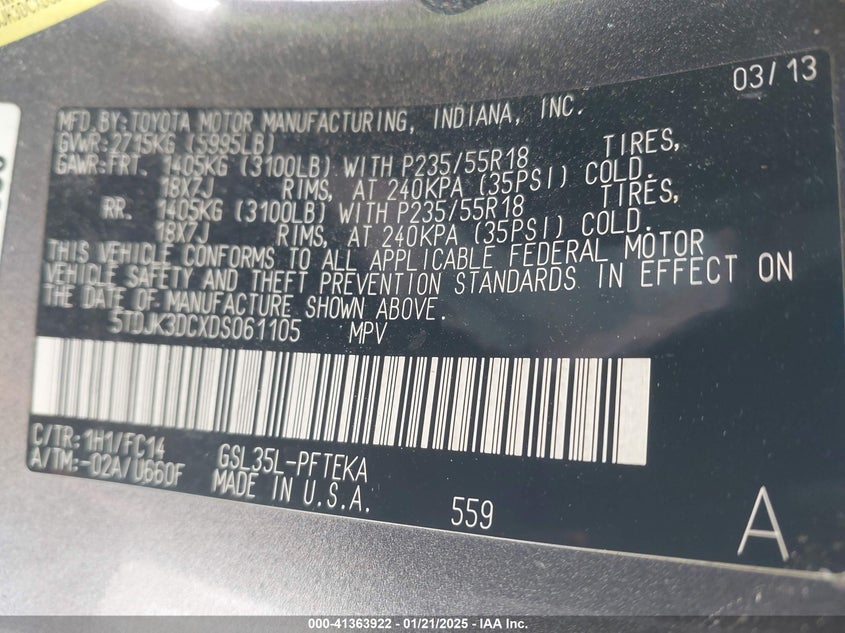 03/13
MFD.BY:TOYOTA MOTOR MANUFACTURING, INDIANA, INC.
GVWR:2715KG (5995LB)
GAWR:FRT. 1405KG (3100LB) WITH P235/55R18 TIRES,
18X7J RIMS, AT 240KPA (35PSI) COLD.
RR. 1405KG (3100LB) WITH P235/55R18 TIRES,
18X7J RIMS, AT 240KPA (35PSI) COLD.
THIS VEHICLE CONFORMS TO ALL APPLICABLE FEDERAL MOTOR
VEHICLE SAFETY AND THEFT PREVENTION STANDARDS IN EFFECT ON
THE DATE OF MANUFACTURE SHOWN ABOVE.
5TDJK3DCXDS061105 MPV
C/TR:1H1/FC14
A/TM:-02A/U660F
GSL35L-PFTEKA
MADE IN U.S.A.
559
A
000-41363922 - 01/21/2025 - IAA Inc.